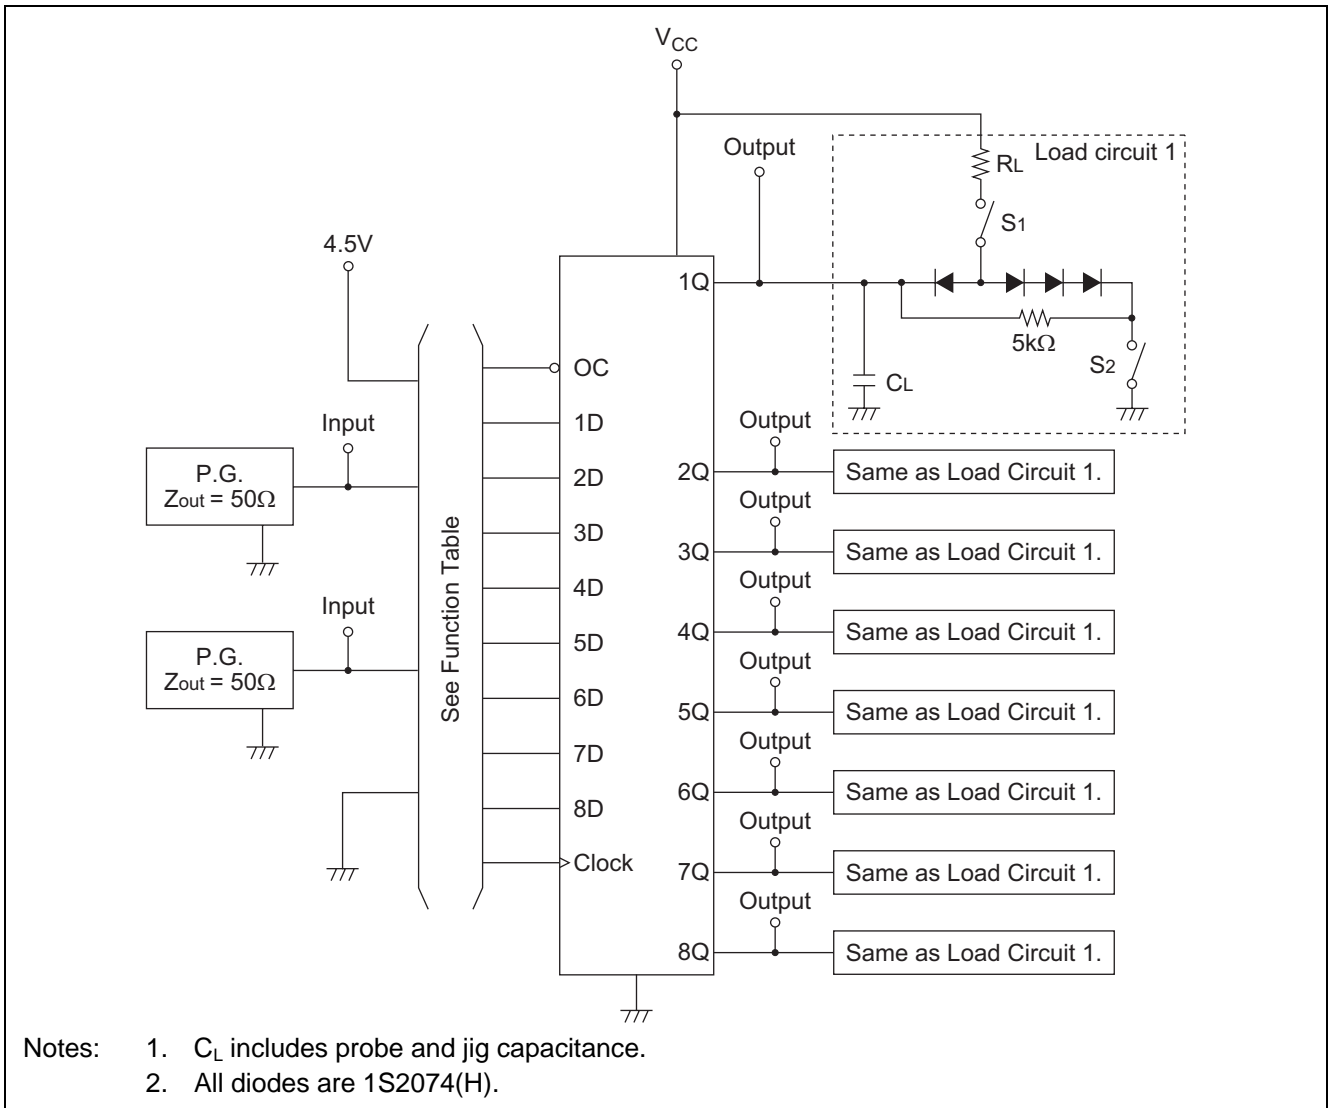 VCC
Output
Load circuit 1
RL
S1
4.5V
1Q
5kΩ
S2
OC
CL
Input
1D
Output
P.G.
Zout = 50Ω
2D
2Q
Same as Load Circuit 1.
Output
3D
3Q
Same as Load Circuit 1.
See Function Table
4D
Output
Input
4Q
Same as Load Circuit 1.
5D
P.G.
Zout = 50Ω
Output
6D
5Q
Same as Load Circuit 1.
Output
7D
6Q
Same as Load Circuit 1.
8D
Output
Clock
7Q
Same as Load Circuit 1.
Output
8Q
Same as Load Circuit 1.
Notes: 1. CL includes probe and jig capacitance.
2. All diodes are 1S2074(H).